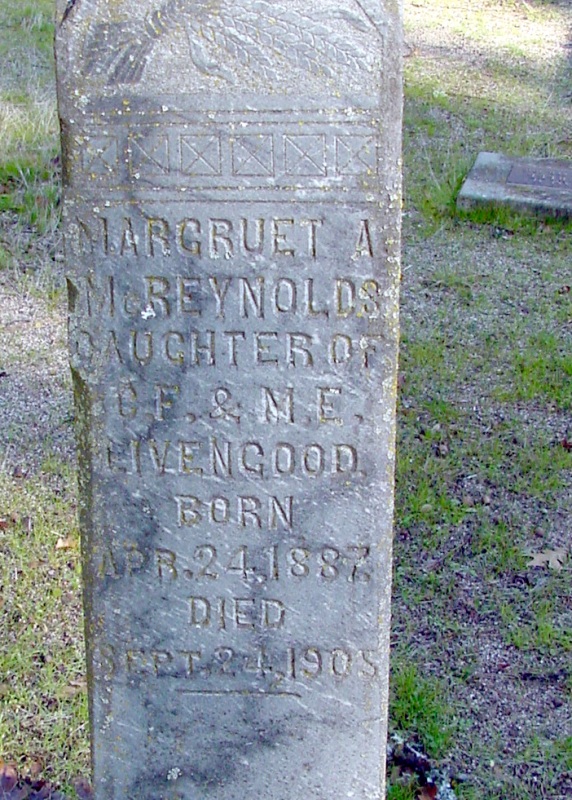 MARGRUET A
McREYNOLDS
DAUGHTER OF
C.F. & M.E.
LIVENGOOD.
BORN
APR. 24, 1887.
DIED
SEPT. 24, 1905